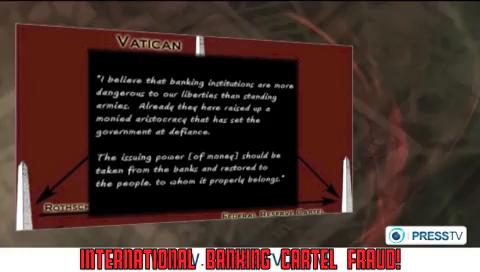 VATICAN
"I believe that banking institutions are more
dangerous to our liberties than standing
armies. Already they have raised up a
monied aristocracy that has set the
government at defiance.
The issuing power [of money] should be
taken from the banks and restored to
the people, to whom it properly belongs."
ROTHSCH
FEDERAL RESERVE CARTEL
PRESSTV
INTERNATIONAL BANKING CARTEL FRAUD!